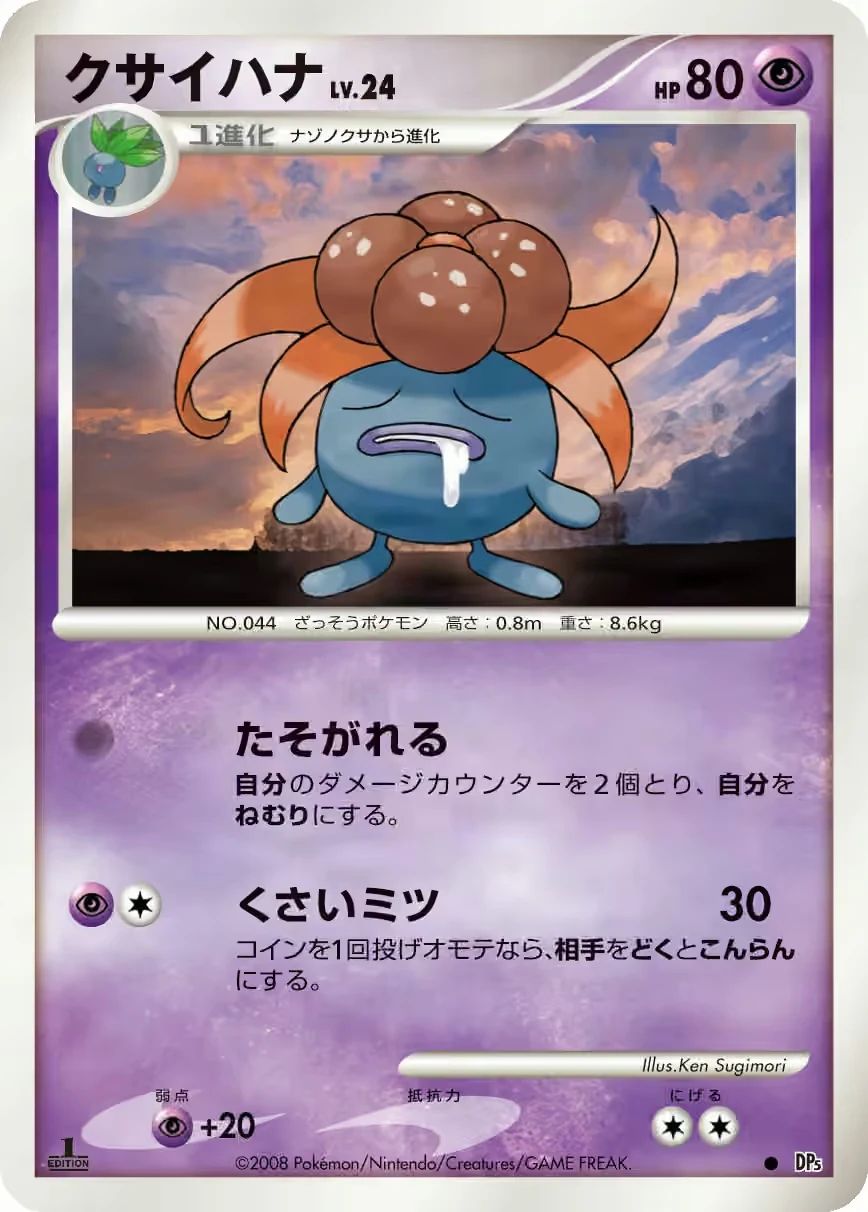 クサイハナ LV.24 HP 80
1進化 ナゾノクサから進化
NO.044 ざっそうポケモン 高さ：0.8m 重さ：8.6kg
たそがれる
自分のダメージカウンターを２個とり、自分を
ねむりにする。
くさいミツ 30
コインを1回投げオモテなら、相手をどくとこんらん
にする。
Illus.Ken Sugimori
弱点 抵抗力 にげる
+20
1 EDITION
©2008 Pokémon/Nintendo/Creatures/GAME FREAK.
DP5